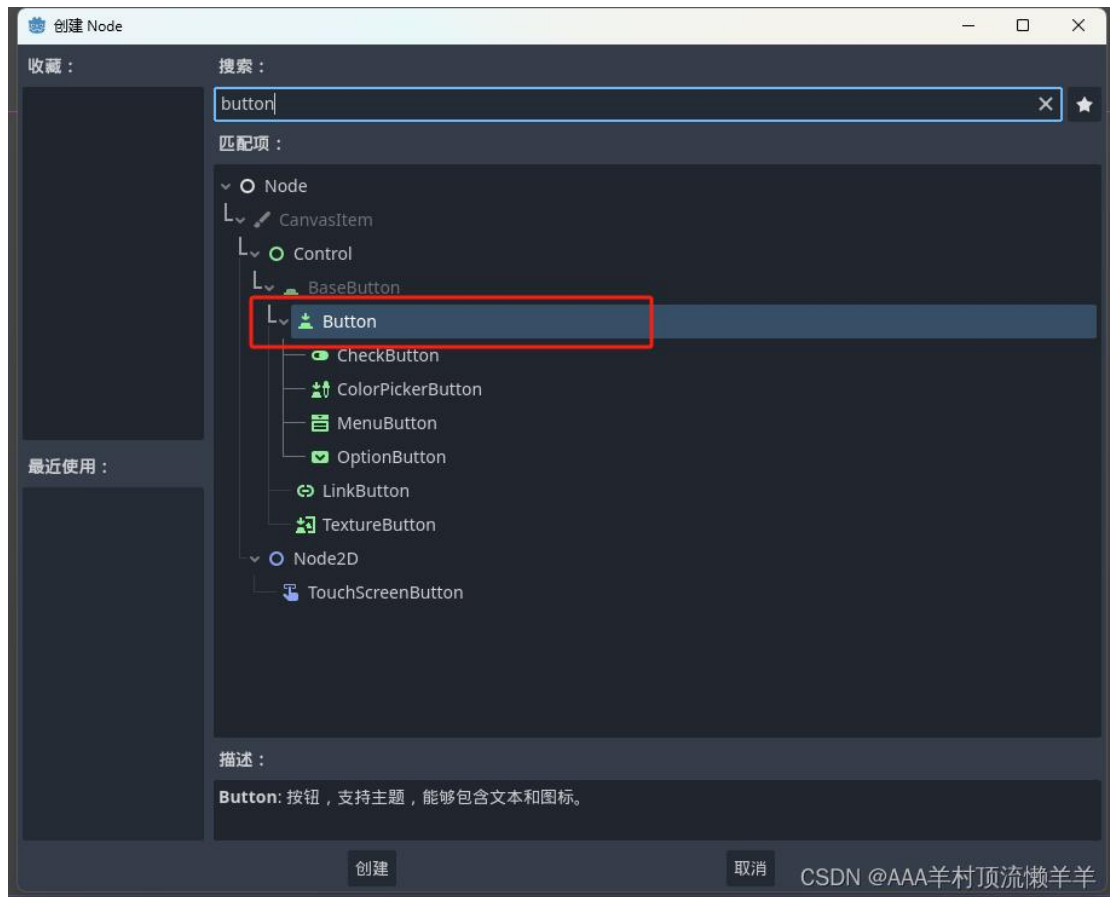 创建 Node
收藏：
搜索：
button
匹配项：
Node
CanvasItem
Control
BaseButton
Button
CheckButton
ColorPickerButton
MenuButton
OptionButton
最近使用：
LinkButton
TextureButton
Node2D
TouchScreenButton
描述：
Button: 按钮，支持主题，能够包含文本和图标。
创建
取消
CSDN @AAA羊村顶流懒羊羊